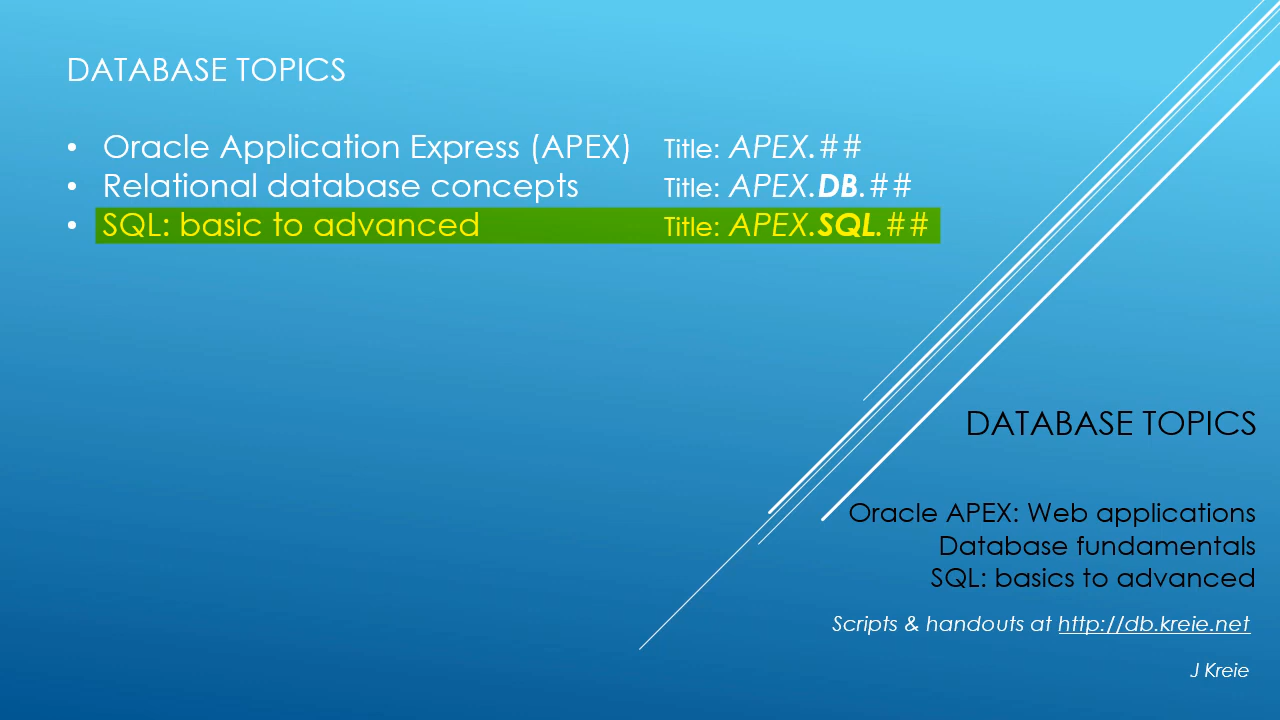 DATABASE TOPICS
• Oracle Application Express (APEX) Title: APEX.##
• Relational database concepts Title: APEX.DB.##
• SQL: basic to advanced Title: APEX.SQL.##
DATABASE TOPICS
Oracle APEX: Web applications
Database fundamentals
SQL: basics to advanced
Scripts & handouts at http://db.kreie.net
J Kreie